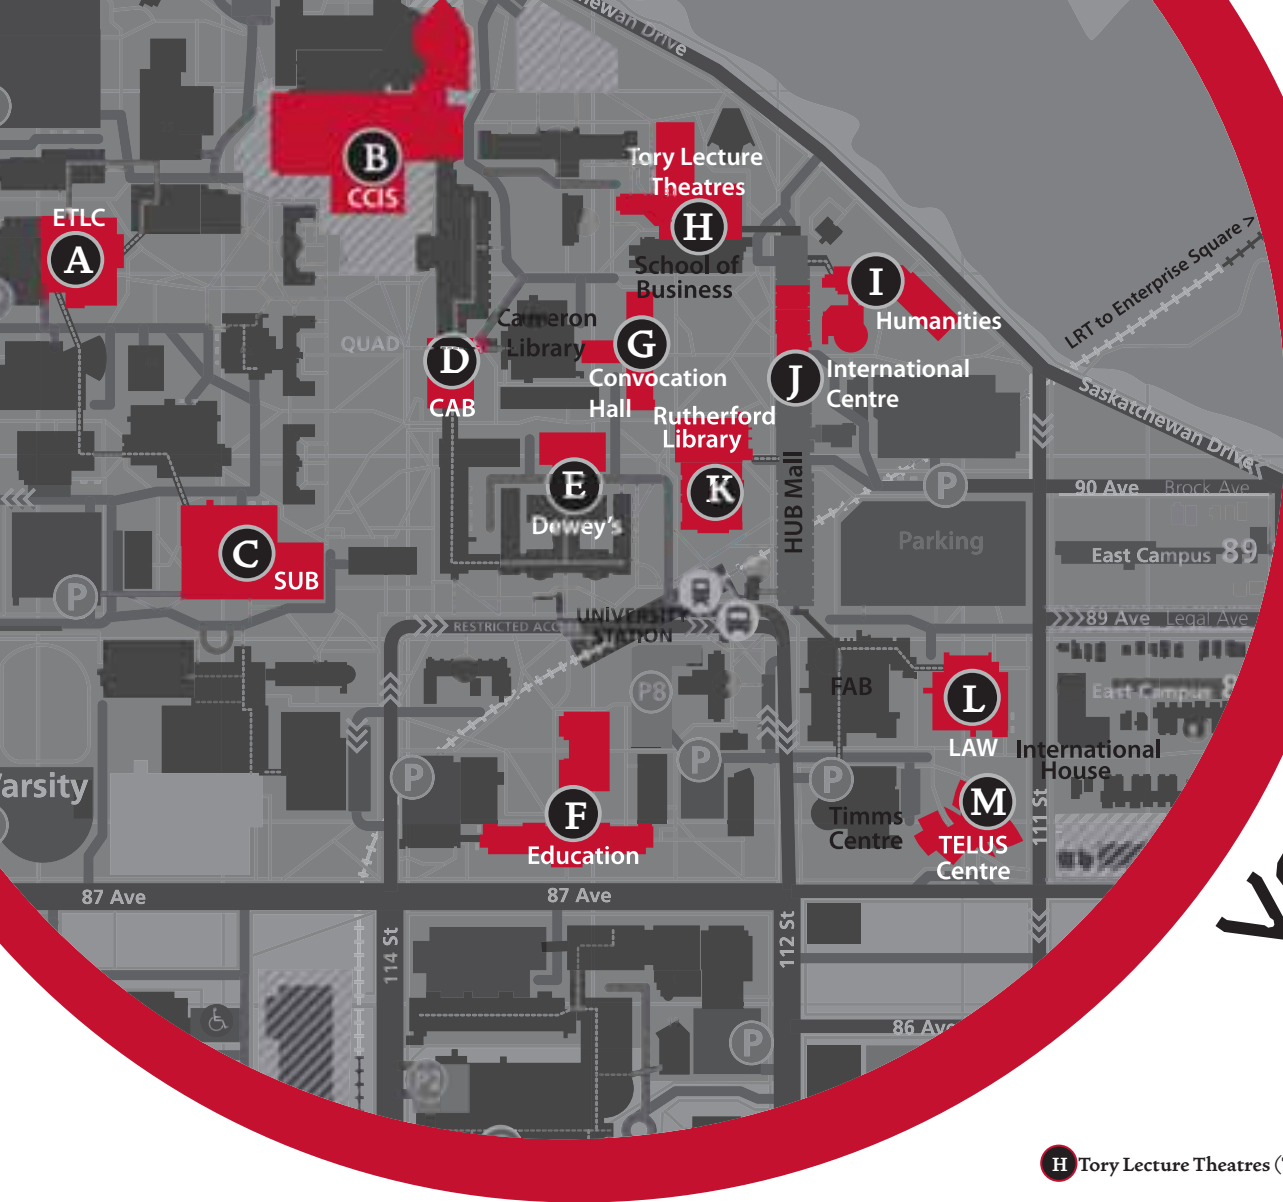 Drive
Tory Lecture
Theatres
B
CCIS
ETLC
A
H
School of
Business
LRT to Enterprise Square >
I
Humanities
Cameron
Library
QUAD
G
D
CAB
Convocation
Hall
J
International
Centre
Rutherford
Library
Saskatchewan Drive
HUB Mall
E
Dewey's
K
P
90 Ave
Brock Ave
Parking
East Campus 89
C
SUB
P
UNIVERSITY
STATION
RESTRICTED ACC
89 Ave
Legal Ave
P8
FAB
L
LAW
East Campus
International
House
P
P
P
arsity
F
Education
M
TELUS
Centre
Timms
Centre
111 St
87 Ave
87 Ave
114 St
112 St
86 Ave
P
P2
H Tory Lecture Theatres (